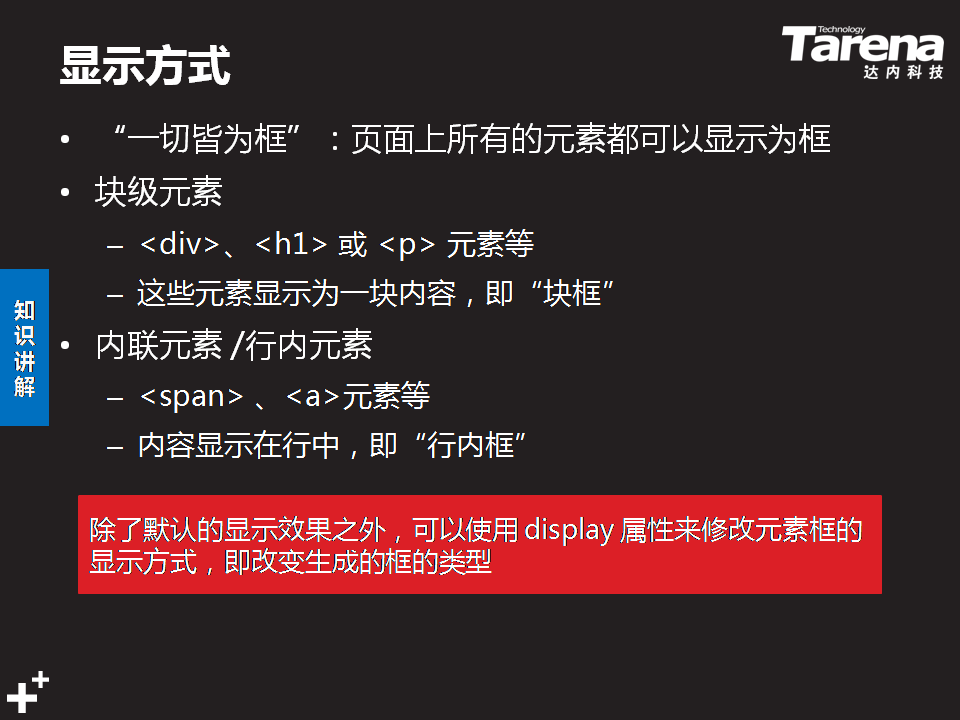 显示方式
Technology
Tarena
达内科技
• “一切皆为框”：页面上所有的元素都可以显示为框
• 块级元素
– <div>、<h1> 或 <p> 元素等
– 这些元素显示为一块内容，即“块框”
• 内联元素 /行内元素
– <span> 、<a>元素等
– 内容显示在行中，即“行内框”
知识讲解
除了默认的显示效果之外，可以使用 display 属性来修改元素框的
显示方式，即改变生成的框的类型